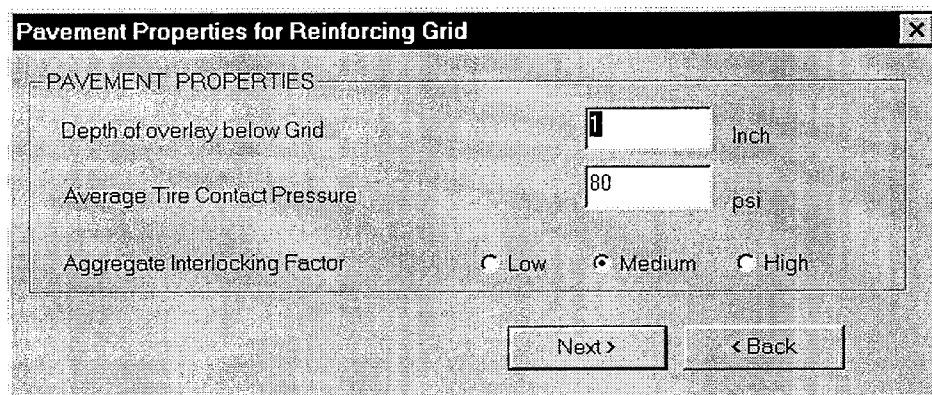 Pavement Properties for Reinforcing Grid
PAVEMENT PROPERTIES
Depth of overlay below Grid 1 Inch
Average Tire Contact Pressure 80 psi
Aggregate Interlocking Factor Low Medium High
Next > < Back